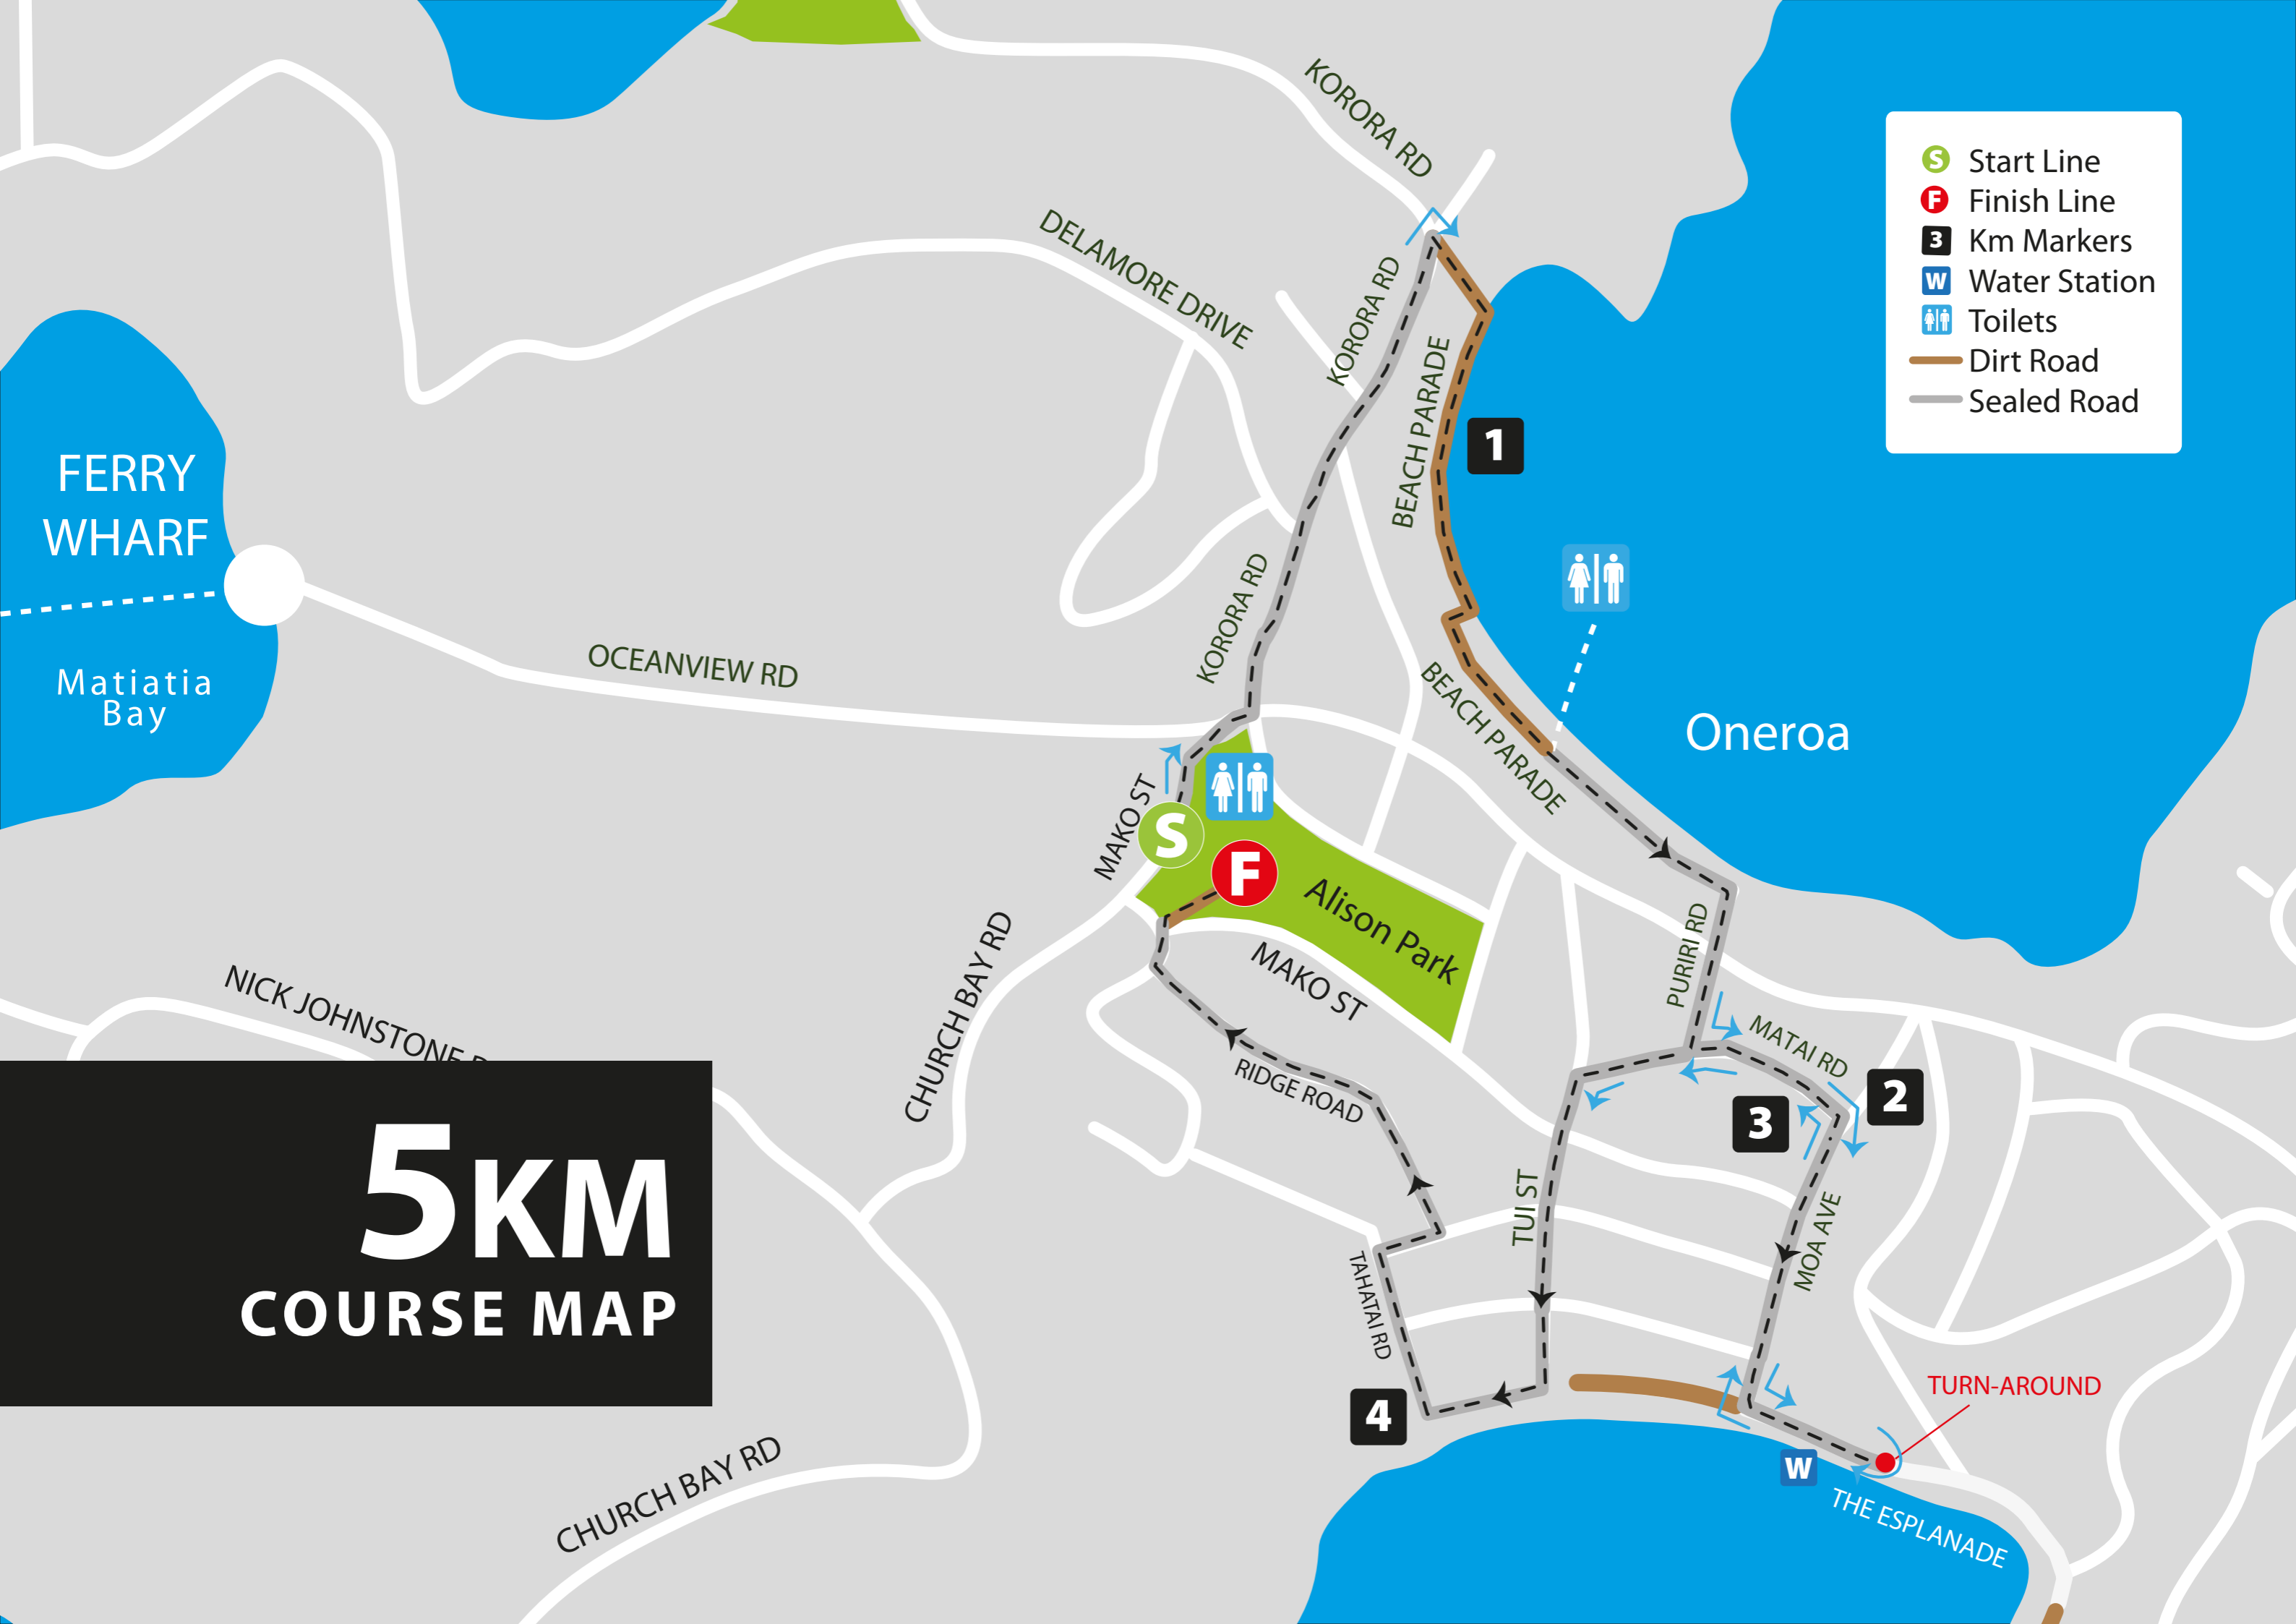 KORORA RD
S Start Line
F Finish Line
3 Km Markers
W Water Station
Toilets
Dirt Road
Sealed Road
DELAMORE DRIVE
KORORA RD
BEACH PARADE
1
FERRY
WHARF
Matiatia
Bay
OCEANVIEW RD
KORORA RD
BEACH PARADE
Oneroa
MAKO ST
S
F
Alison Park
MAKO ST
PURIRI RD
CHURCH BAY RD
NICK JOHNSTONE
MATAI RD
2
3
RIDGE ROAD
TUI ST
MOA AVE
TAHATAI RD
5KM
COURSE MAP
4
TURN-AROUND
W
THE ESPLANADE
CHURCH BAY RD